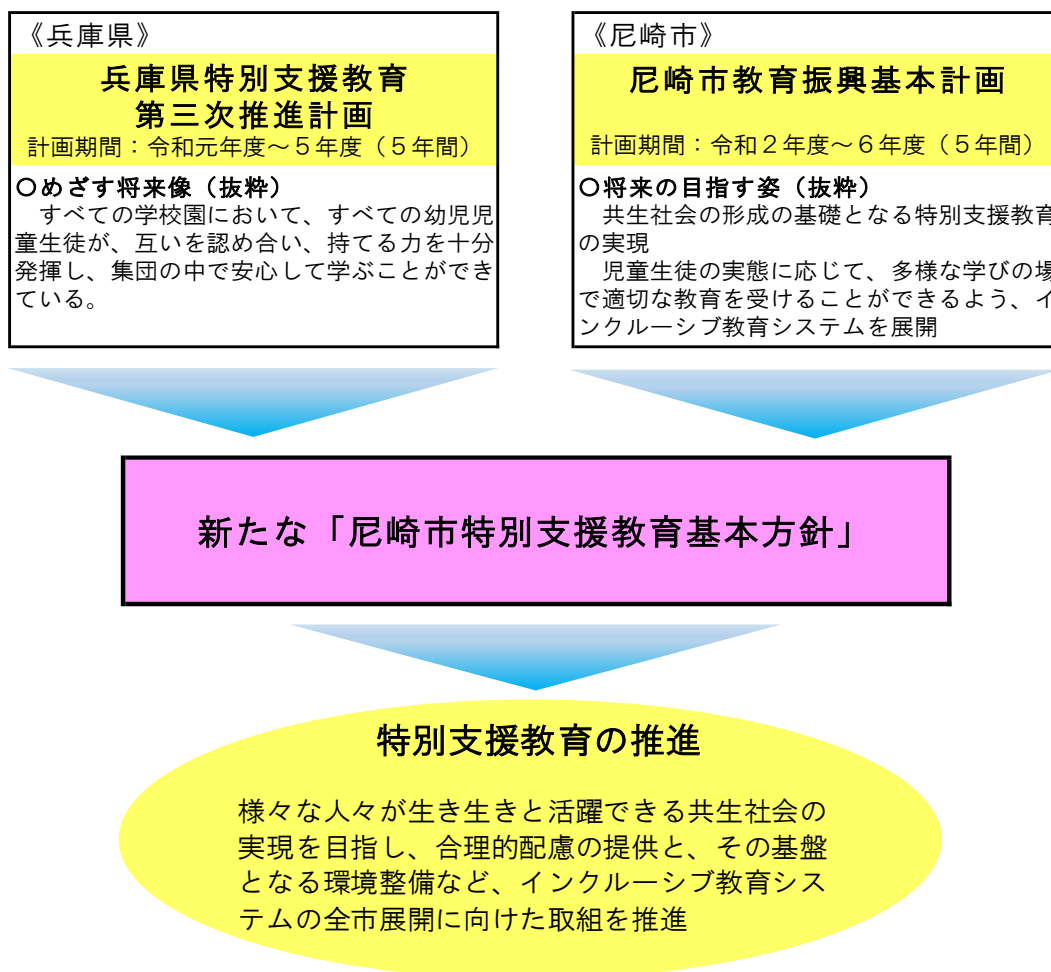 《兵庫県》
兵庫県特別支援教育
第三次推進計画
計画期間：令和元年度～５年度（５年間）
〇めざす将来像（抜粋）
すべての学校園において、すべての幼児児
童生徒が、互いを認め合い、持てる力を十分
発揮し、集団の中で安心して学ぶことができ
ている。
《尼崎市》
尼崎市教育振興基本計画
計画期間：令和２年度～６年度（５年間）
〇将来の目指す姿（抜粋）
共生社会の形成の基礎となる特別支援教育
の実現
児童生徒の実態に応じて、多様な学びの場
で適切な教育を受けることができるよう、イ
ンクルーシブ教育システムを展開
新たな「尼崎市特別支援教育基本方針」
特別支援教育の推進
様々な人々が生き生きと活躍できる共生社会の
実現を目指し、合理的配慮の提供と、その基盤
となる環境整備など、インクルーシブ教育シス
テムの全市展開に向けた取組を推進